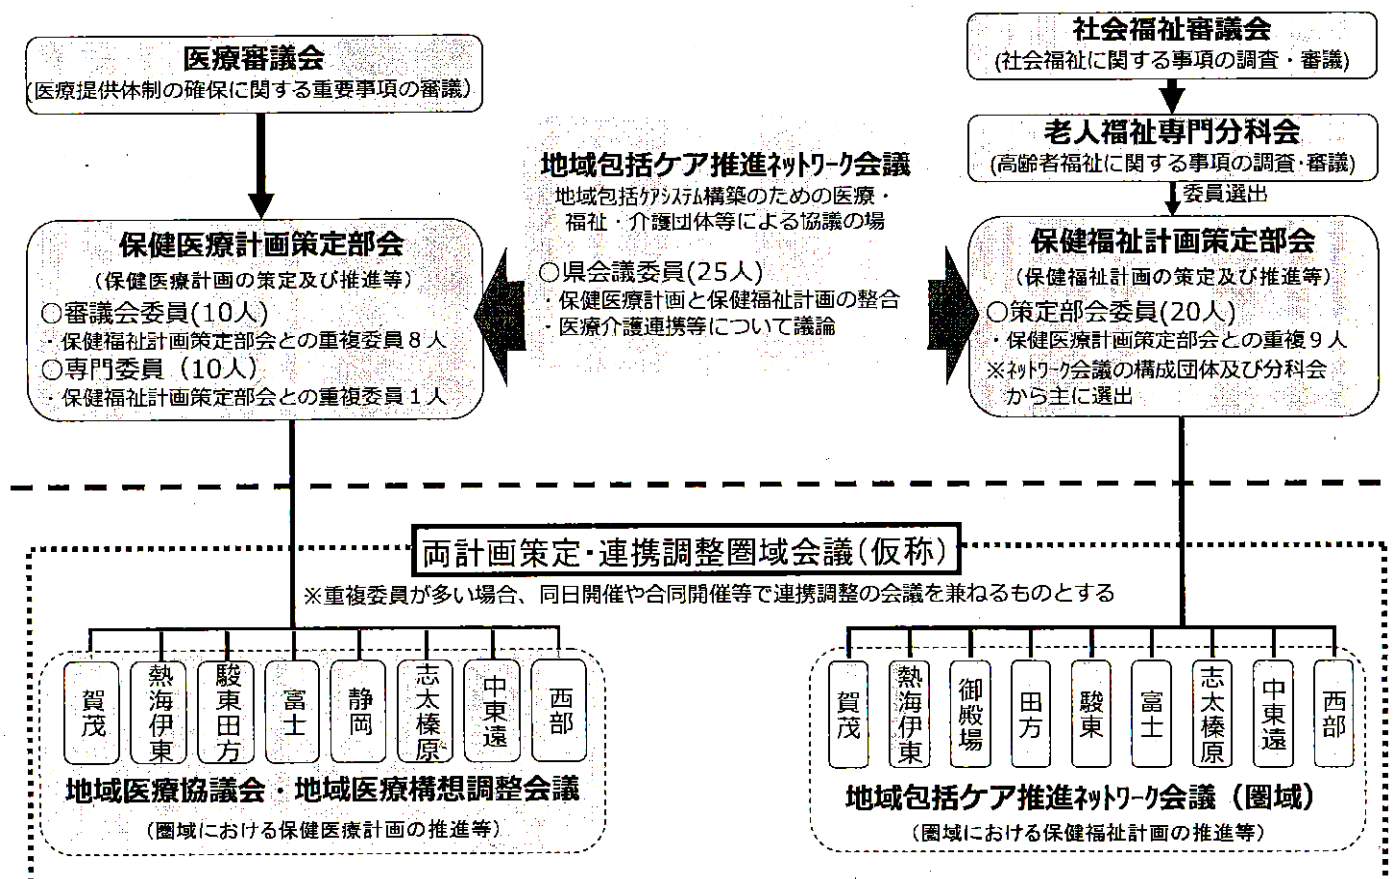 医療審議会
(医療提供体制の確保に関する重要事項の審議)
社会福祉審議会
(社会福祉に関する事項の調査・審議)
老人福祉専門分科会
(高齢者福祉に関する事項の調査・審議)
委員選出
地域包括ケア推進ネットワーク会議
地域包括ケアシステム構築のための医療・
福祉・介護団体等による協議の場
○県会議委員(25人)
・保健医療計画と保健福祉計画の整合
・医療介護連携等について議論
保健医療計画策定部会
(保健医療計画の策定及び推進等)
○審議会委員(10人)
・保健福祉計画策定部会との重複委員8人
○専門委員(10人)
・保健福祉計画策定部会との重複委員1人
保健福祉計画策定部会
(保健福祉計画の策定及び推進等)
○策定部会委員(20人)
・保健医療計画策定部会との重複9人
※ネットワーク会議の構成団体及び分科会
から主に選出
両計画策定・連携調整圏域会議(仮称)
※重複委員が多い場合、同日開催や合同開催等で連携調整の会議を兼ねるものとする
賀茂
熱海伊東
駿東田方
富士
静岡
志太榛原
中東遠
西部
地域医療協議会・地域医療構想調整会議
(圏域における保健医療計画の推進等)
賀茂
熱海伊東
御殿場
田方
駿東
富士
志太榛原
中東遠
西部
地域包括ケア推進ネットワーク会議(圏域)
(圏域における保健福祉計画の推進等)